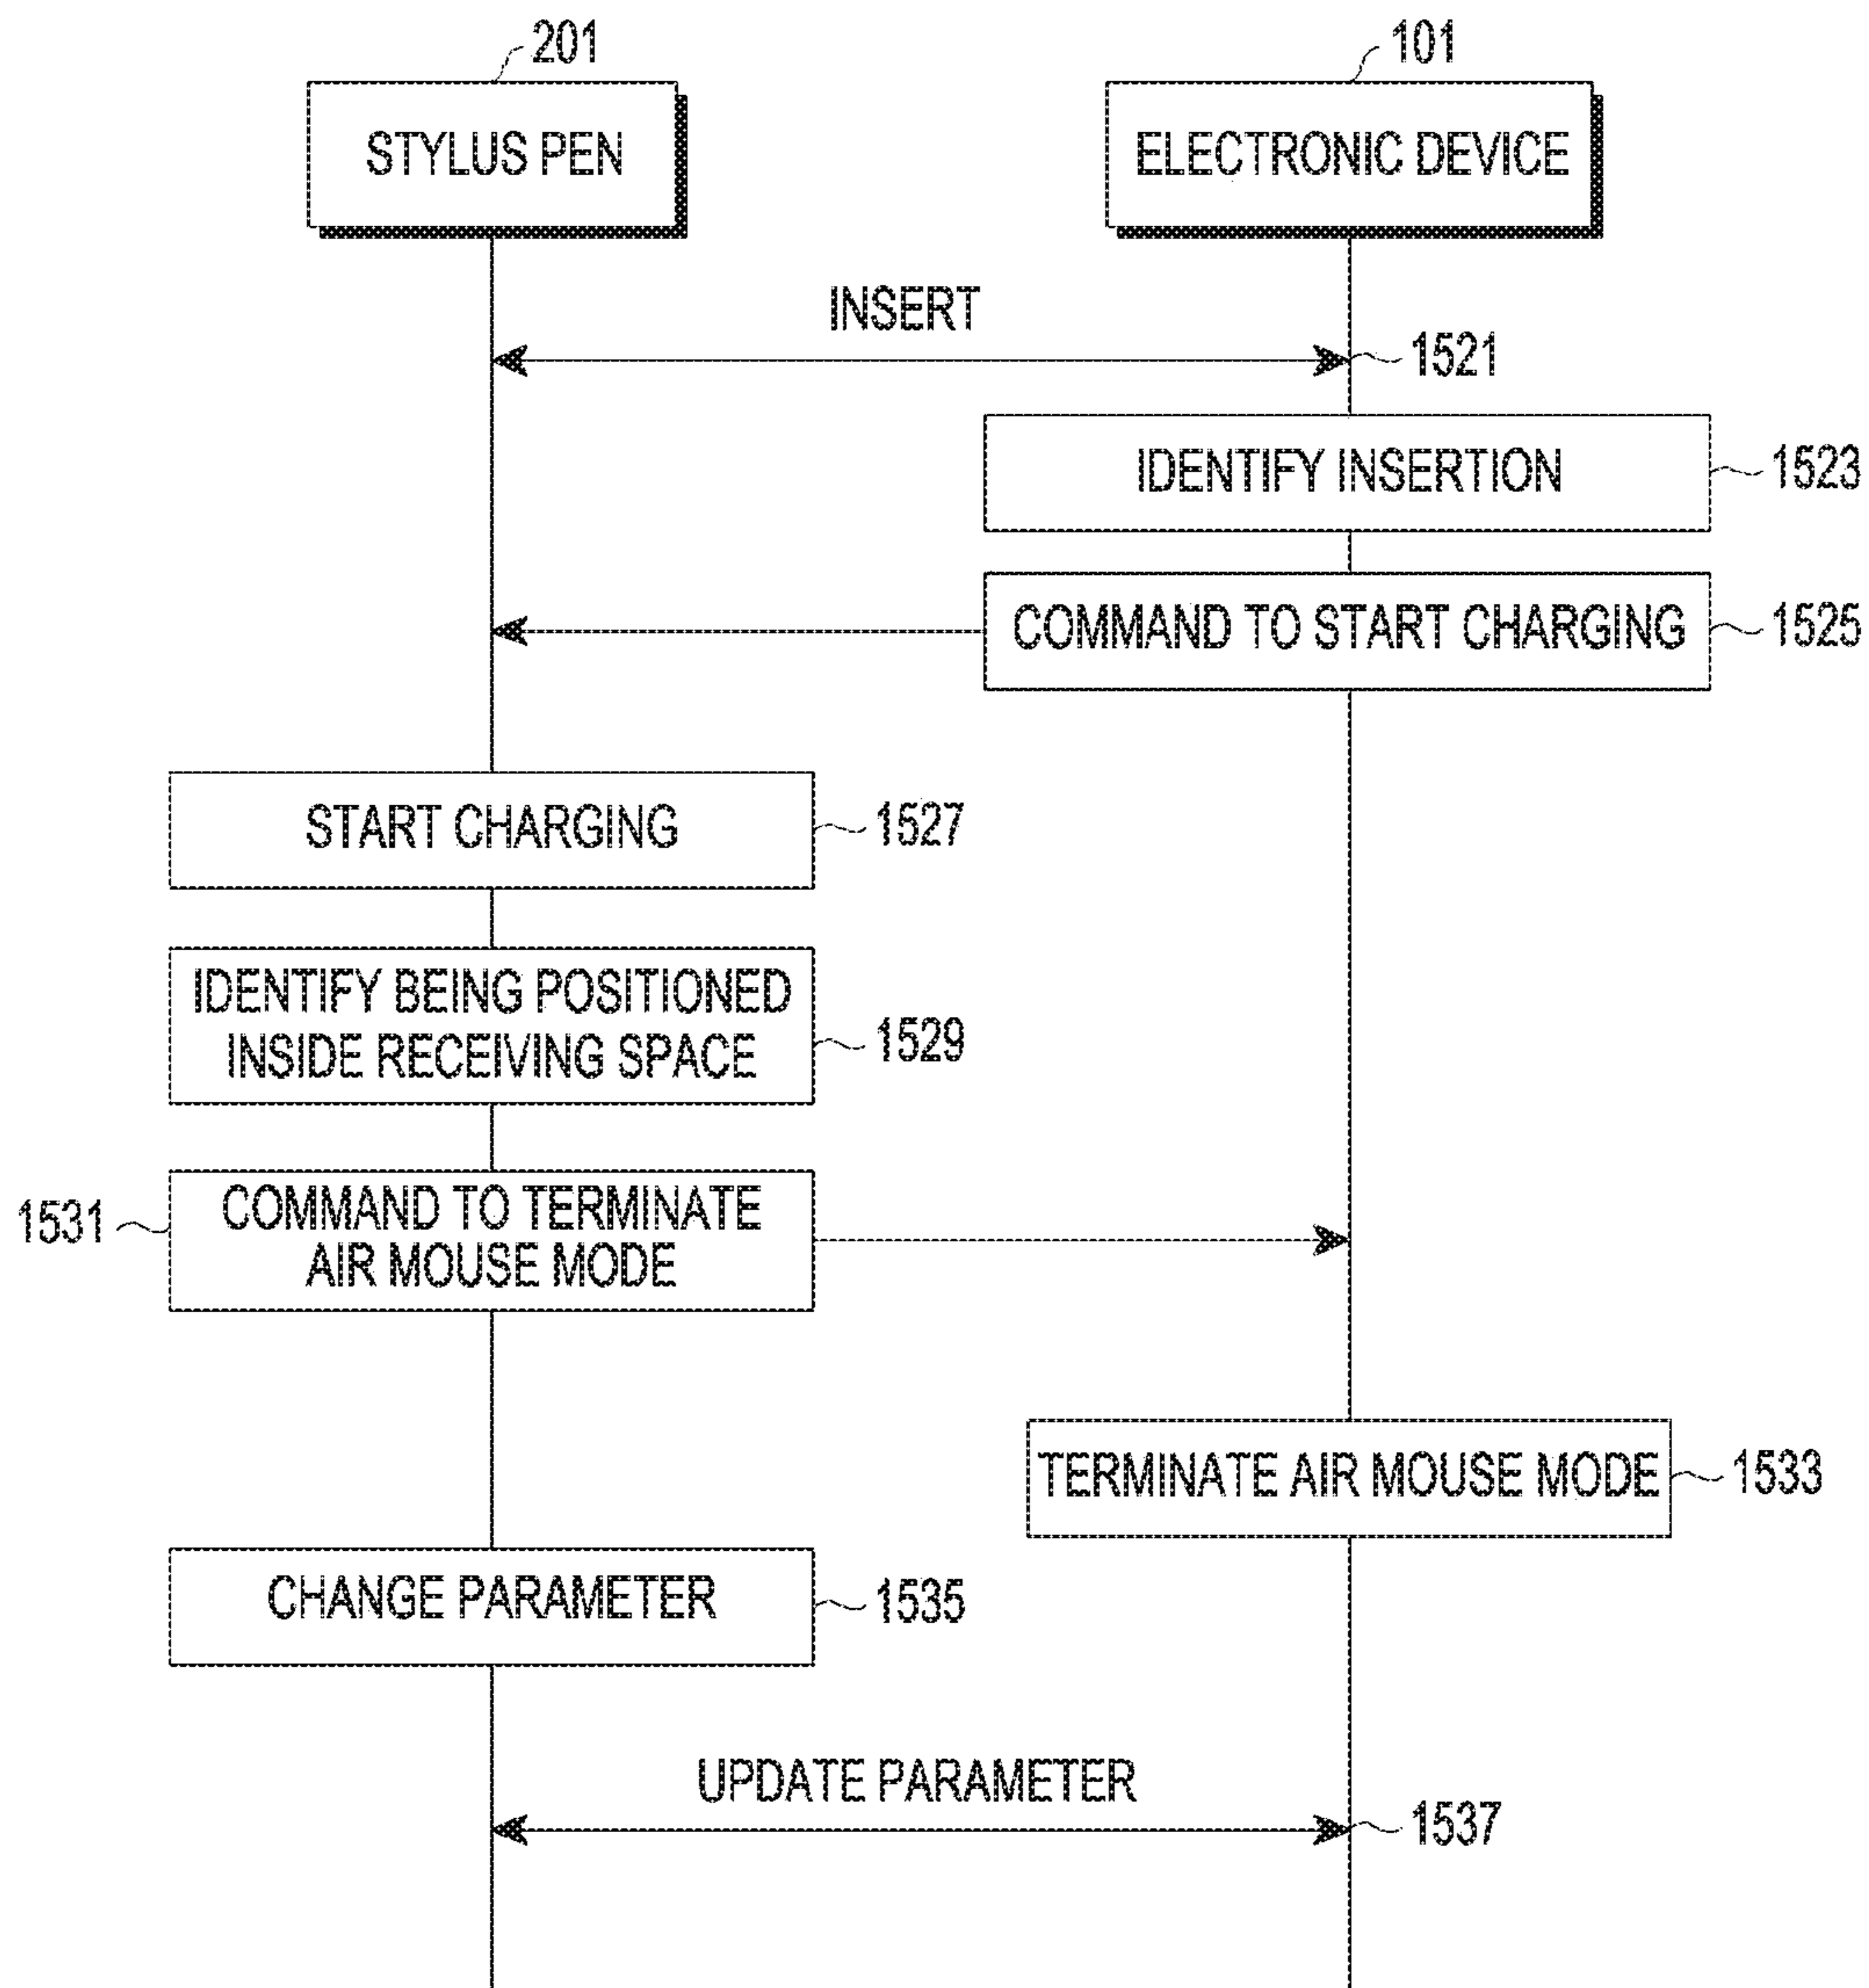 201
101
STYLUS PEN
ELECTRONIC DEVICE
INSERT
1521
IDENTIFY INSERTION
1523
COMMAND TO START CHARGING
1525
START CHARGING
1527
IDENTIFY BEING POSITIONED
INSIDE RECEIVING SPACE
1529
1531
COMMAND TO TERMINATE
AIR MOUSE MODE
TERMINATE AIR MOUSE MODE
1533
CHANGE PARAMETER
1535
UPDATE PARAMETER
1537